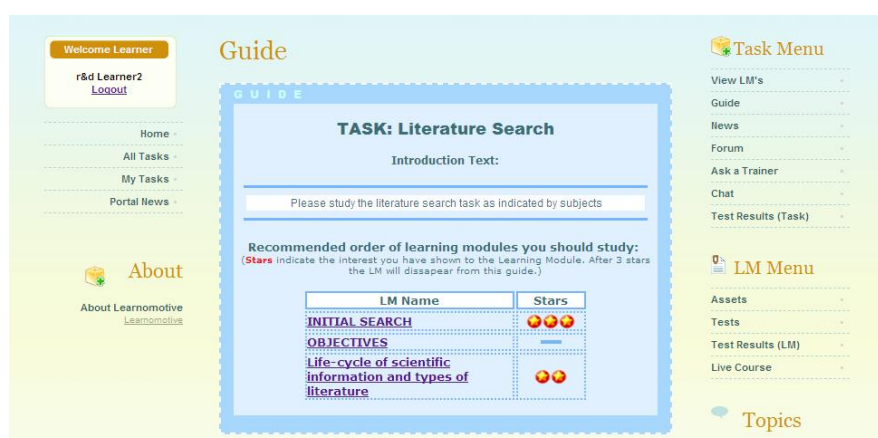 Welcome Learner
r&d Learner2
Logout
Home
All Tasks
My Tasks
Portal News
About
About Learnomotive
Learnomotive
Guide
GUIDE
TASK: Literature Search
Introduction Text:
Please study the literature search task as indicated by subjects
Recommended order of learning modules you should study:
(Stars indicate the interest you have shown to the Learning Module. After 3 stars
the LM will dissapear from this guide.)
LM Name Stars
INITIAL SEARCH
OBJECTIVES
Life-cycle of scientific
information and types of
literature
Task Menu
View LM's
Guide
News
Forum
Ask a Trainer
Chat
Test Results (Task)
LM Menu
Assets
Tests
Test Results (LM)
Live Course
Topics